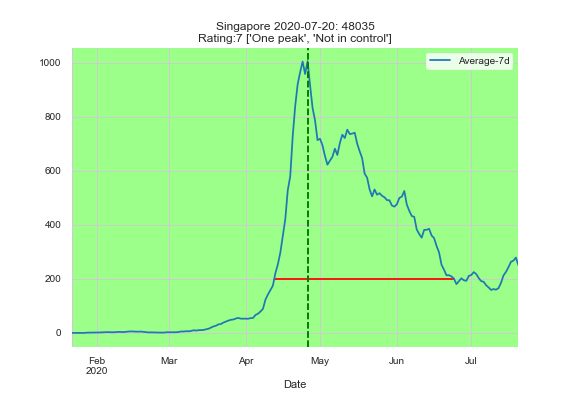 Singapore 2020-07-20: 48035
Rating:7 ['One peak', 'Not in control']
Average-7d
1000
800
600
400
200
0
Feb Mar Apr May Jun Jul
2020
Date